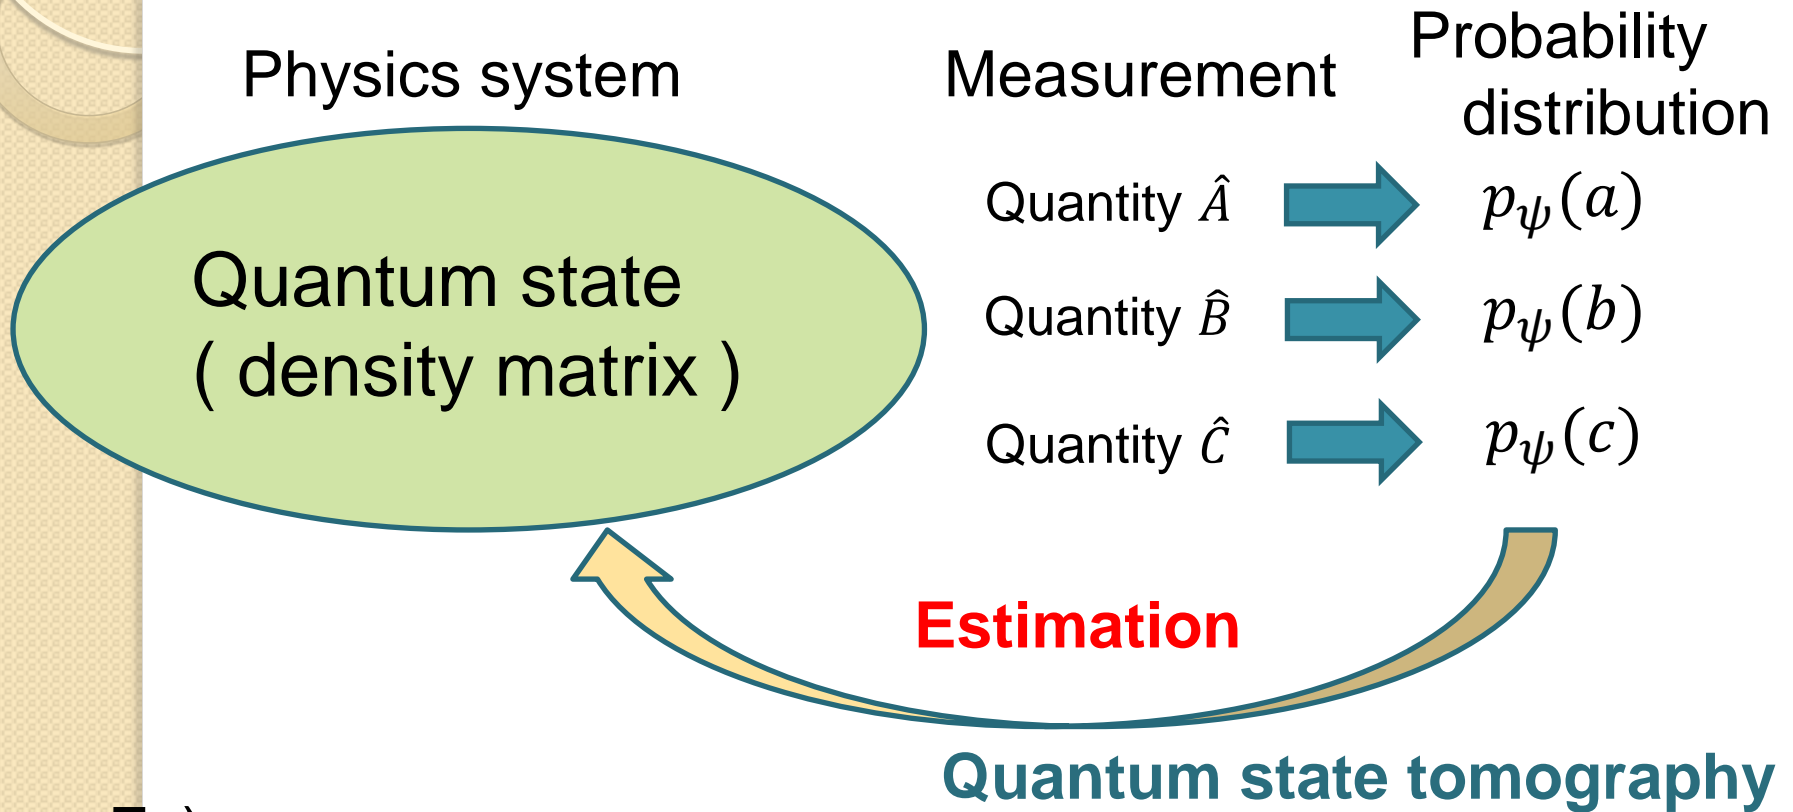 Physics system
Measurement
Probability
distribution
Quantum state
( density matrix )
Quantity Â
p_ψ(a)
Quantity B̂
p_ψ(b)
Quantity Ĉ
p_ψ(c)
Estimation
Quantum state tomography